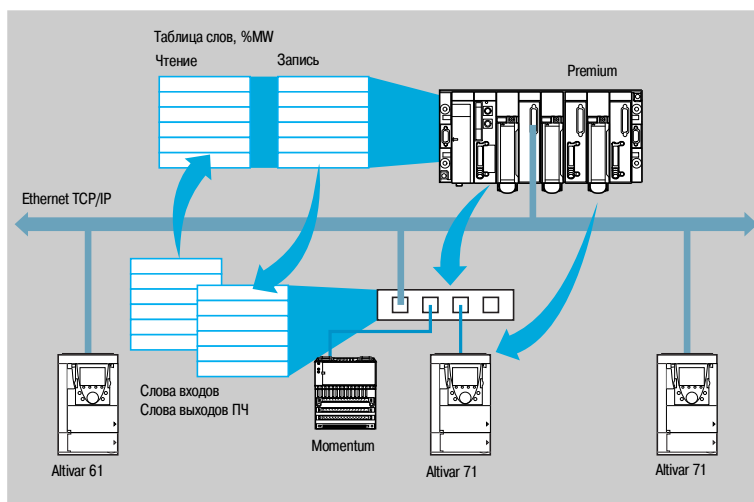 Таблица слов, %MW
Чтение
Запись
Premium
Ethernet TCP/IP
Слова входов
Слова выходов ПЧ
Momentum
Altivar 61
Altivar 71
Altivar 71